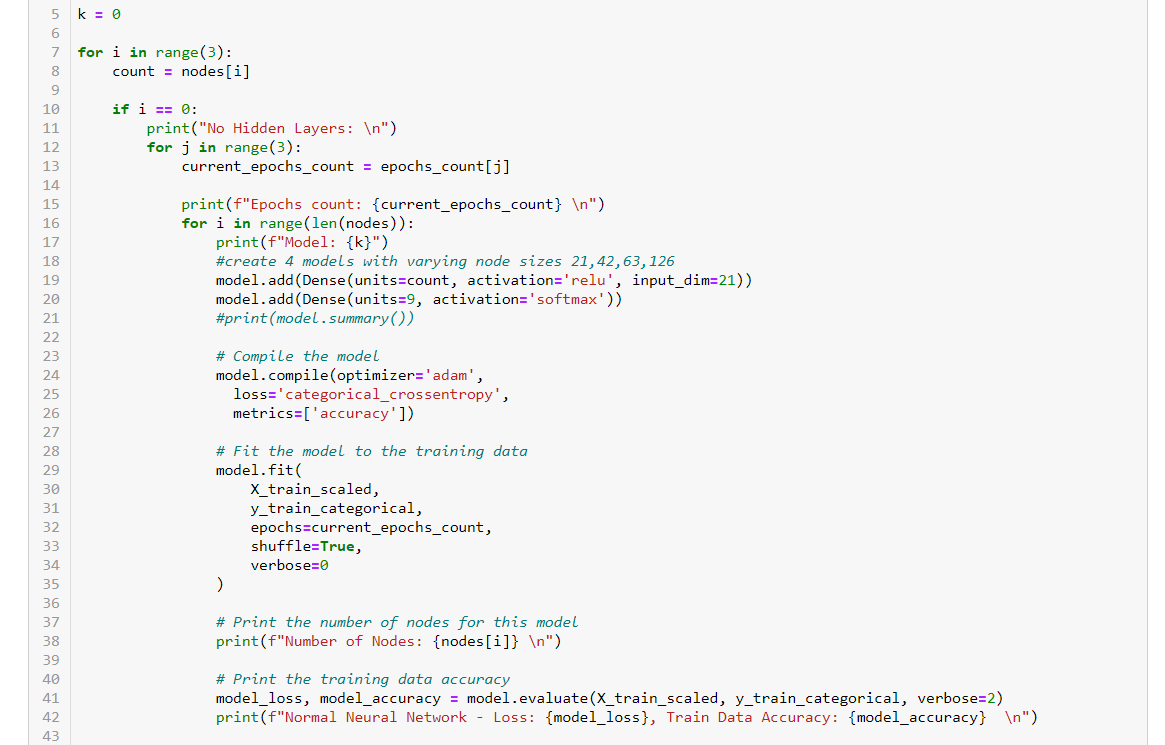 5 k = 0
6
7 for i in range(3):
8     count = nodes[i]
9
10     if i == 0:
11         print("No Hidden Layers: \n")
12         for j in range(3):
13             current_epochs_count = epochs_count[j]
14
15             print(f"Epochs count: {current_epochs_count} \n")
16             for i in range(len(nodes)):
17                 print(f"Model: {k}")
18                 #create 4 models with varying node sizes 21,42,63,126
19                 model.add(Dense(units=count, activation='relu', input_dim=21))
20                 model.add(Dense(units=9, activation='softmax'))
21                 #print(model.summary())
22
23                 # Compile the model
24                 model.compile(optimizer='adam',
25                   loss='categorical_crossentropy',
26                   metrics=['accuracy'])
27
28                 # Fit the model to the training data
29                 model.fit(
30                     X_train_scaled,
31                     y_train_categorical,
32                     epochs=current_epochs_count,
33                     shuffle=True,
34                     verbose=0
35                 )
36
37                 # Print the number of nodes for this model
38                 print(f"Number of Nodes: {nodes[i]} \n")
39
40                 # Print the training data accuracy
41                 model_loss, model_accuracy = model.evaluate(X_train_scaled, y_train_categorical, verbose=2)
42                 print(f"Normal Neural Network - Loss: {model_loss}, Train Data Accuracy: {model_accuracy}  \n")
43